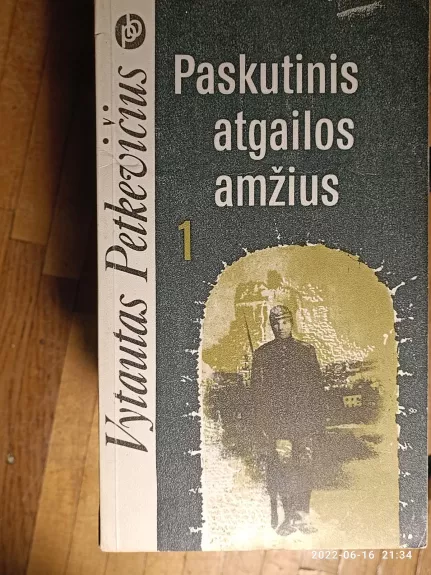 Vytautas Petkevičius
Paskutinis
atgailos
amžius
1
2022-06-16 21:34